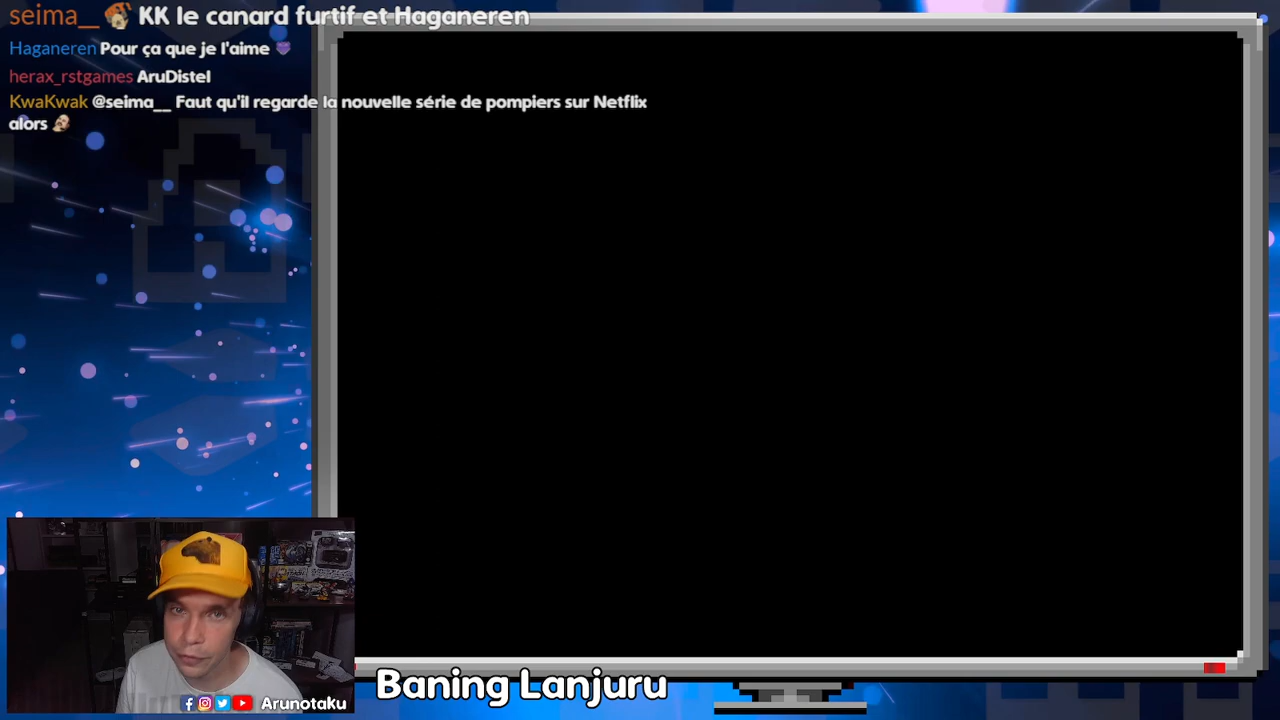 seima__ KK le canard furtif et Haganeren
Haganeren Pour ça que je l'aime
herax_rstgames AruDistel
KwaKwak @seima__ Faut qu'il regarde la nouvelle série de pompiers sur Netflix
alors
Arunotaku
Baning Lanjuru